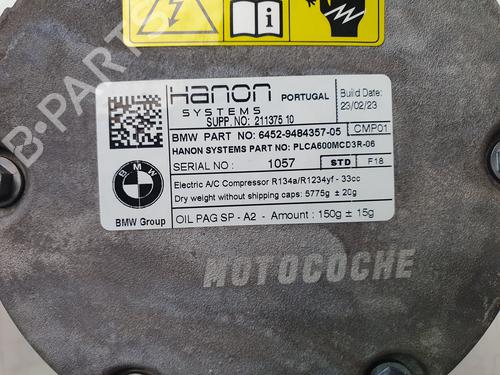 Hanon
SYSTEMS
PORTUGAL
Build Date:
23/02/23
SUPP. NO: 211375 10
BMW PART NO: 6452-9484357-05
CMP01
HANON SYSTEMS PART NO: PLCA600MCD3R-06
SERIAL NO:
1057
STD
F18
Electric A/C Compressor R134a/R1234yf - 33cc
Dry weight without shipping caps: 5775g ± 20g
BMW
BMW Group
OIL PAG SP - A2 - Amount : 150g ± 15g
MOTOCOCHE
B-Parts